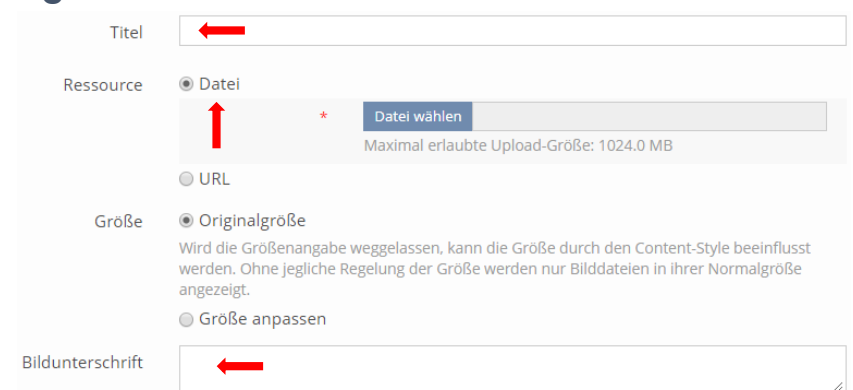 Titel
Ressource
Datei
* Datei wählen
Maximal erlaubte Upload-Größe: 1024.0 MB
URL
Größe
Originalgröße
Wird die Größenangabe weggelassen, kann die Größe durch den Content-Style beeinflusst
werden. Ohne jegliche Regelung der Größe werden nur Bilddateien in ihrer Normalgröße
angezeigt.
Größe anpassen
Bildunterschrift